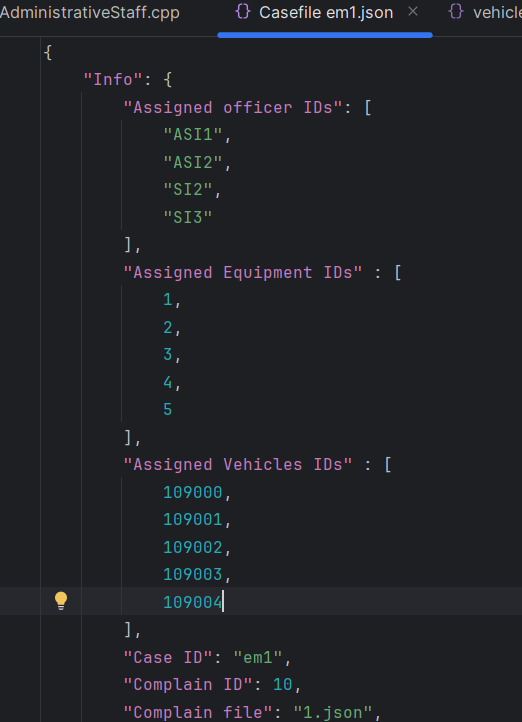 AdministrativeStaff.cpp {} Casefile em1.json × {} vehicle
{
"Info": {
"Assigned officer IDs": [
"ASI1",
"ASI2",
"SI2",
"SI3"
],
"Assigned Equipment IDs" : [
1,
2,
3,
4,
5
],
"Assigned Vehicles IDs" : [
109000,
109001,
109002,
109003,
109004
],
"Case ID": "em1",
"Complain ID": 10,
"Complain file": "1.json",